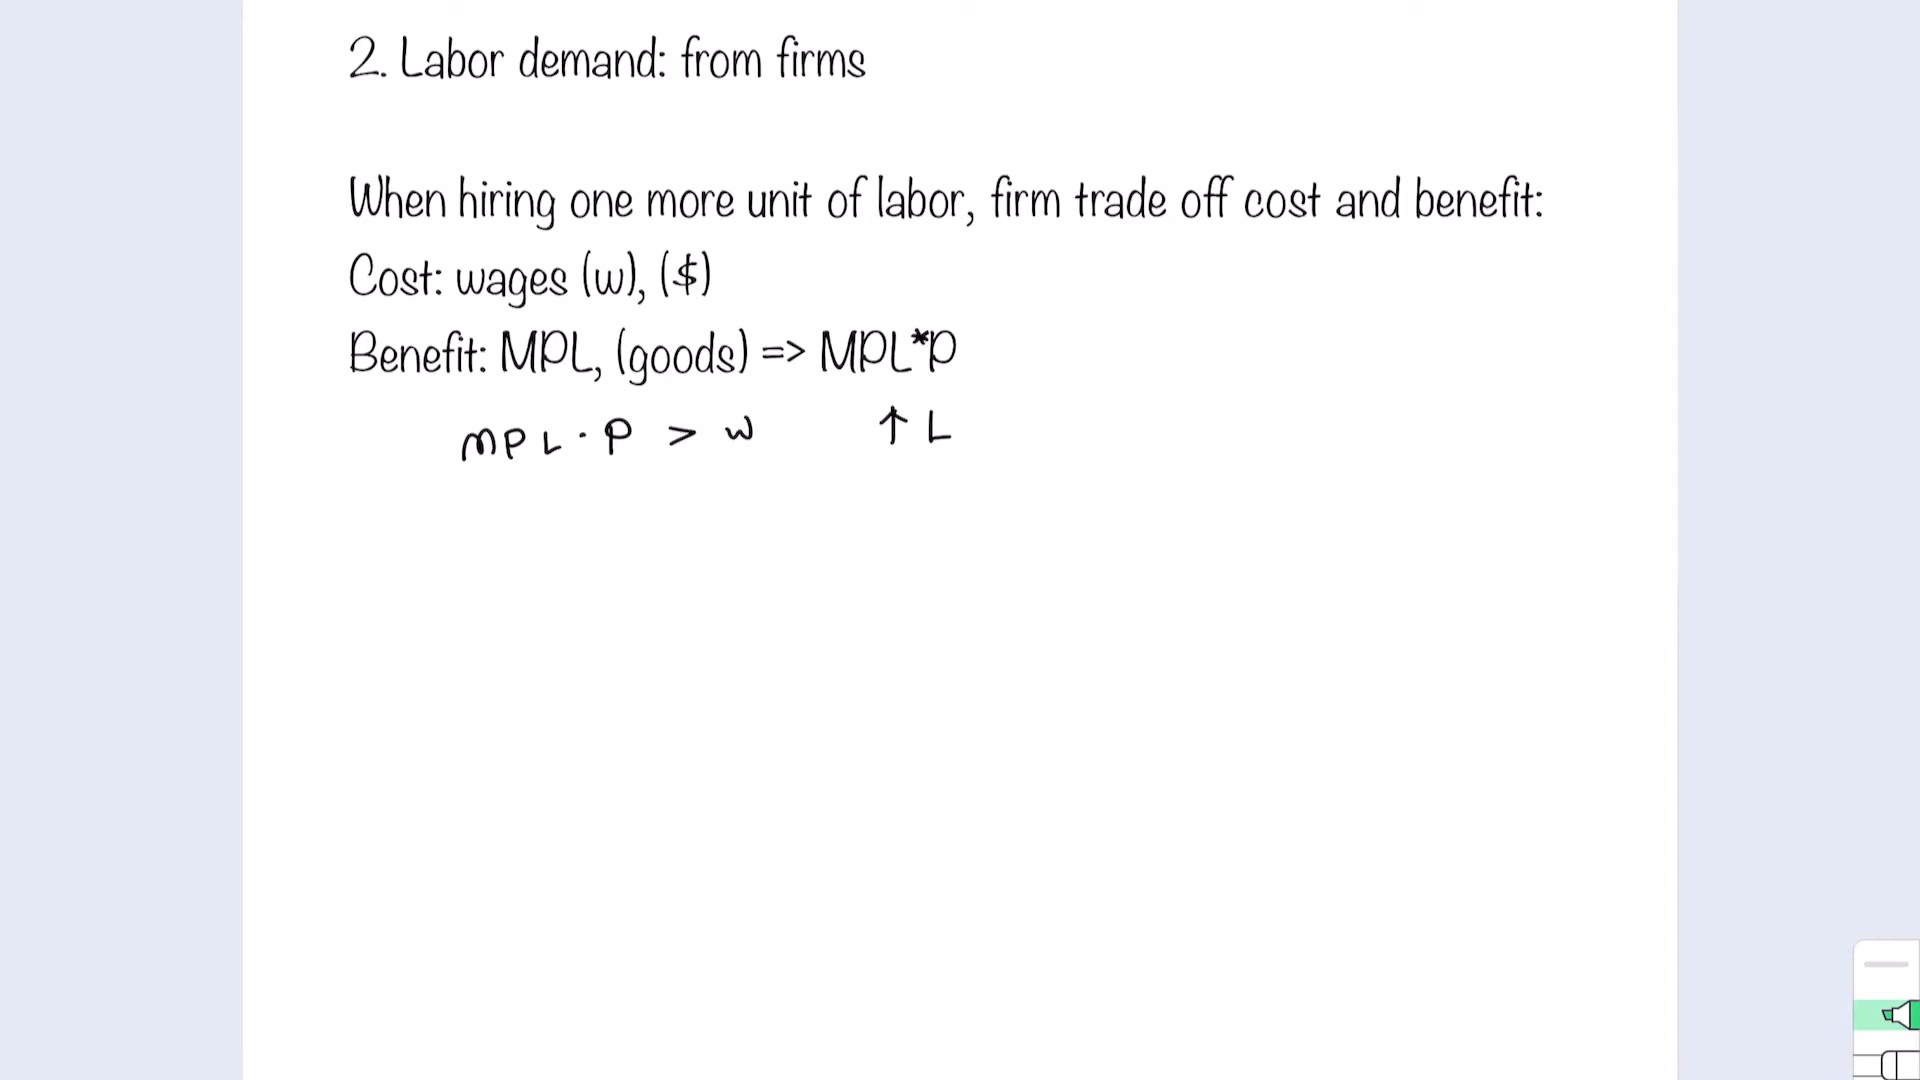 2. Labor demand: from firms
When hiring one more unit of labor, firm trade off cost and benefit:
Cost: wages (w), ($)
Benefit: MPL, (goods) => MPL*P
MPL · P > w ↑ L